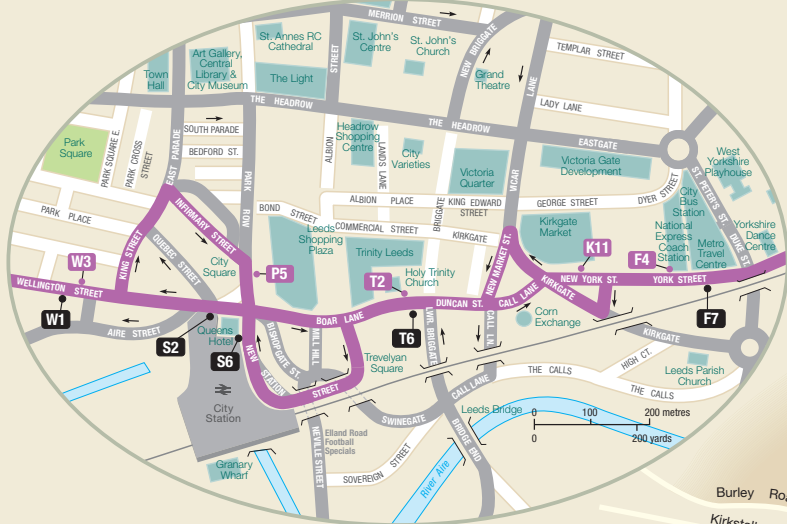 MERRION STREET
St. Annes RC
Cathedral
STREET
St. John's
Centre
St. John's
Church
NEW BRIGGATE
TEMPLAR STREET
Art Gallery,
Central
Library &
City Museum
Town
Hall
The Light
Grand
Theatre
LANE
LADY LANE
THE HEADROW
THE HEADROW
EASTGATE
SOUTH PARADE
BEDFORD ST.
Park
Square
PARK SQUARE E.
PARK CROSS
STREET
EAST PARADE
PARK ROW
ALBION
Headrow
Shopping
Centre
LANDS LANE
City
Varieties
Victoria
Quarter
VICAR
Victoria Gate
Development
West
Yorkshire
Playhouse
ST. PETER'S ST.
DUKE ST.
DYER STREET
City
Bus
Station
PARK PLACE
INFIRMARY STREET
BOND STREET
ALBION PLACE
KING EDWARD
STREET
GEORGE STREET
BRIGGATE
COMMERCIAL STREET
KIRKGATE
Kirkgate
Market
National
Express
Coach
Station
Metro
Travel
Centre
Yorkshire
Dance
Centre
KING STREET
QUEBEC STREET
City
Square
Leeds
Shopping
Plaza
Trinity Leeds
Holy Trinity
Church
NEW MARKET ST.
KIRKGATE
NEW YORK ST.
YORK STREET
W3
P5
T2
K11
F4
WELLINGTON STREET
W1
AIRE STREET
S2
Queens
Hotel
S6
BOAR LANE
T6
DUNCAN ST.
CALL LANE
F7
Corn
Exchange
CALL LN.
LWR. BRIGGATE
BISHOPGATE ST.
MILL HILL
NEW STATION
STREET
Trevelyan
Square
KIRKGATE
HIGH CT.
Leeds Parish
Church
THE CALLS
THE CALLS
CALL LANE
City
Station
SWINEGATE
Leeds Bridge
BRIDGE END
0 100 200 metres
0 200 yards
Elland Road
Football
Specials
NEVILLE STREET
SOVEREIGN STREET
River Aire
Granary
Wharf
Burley